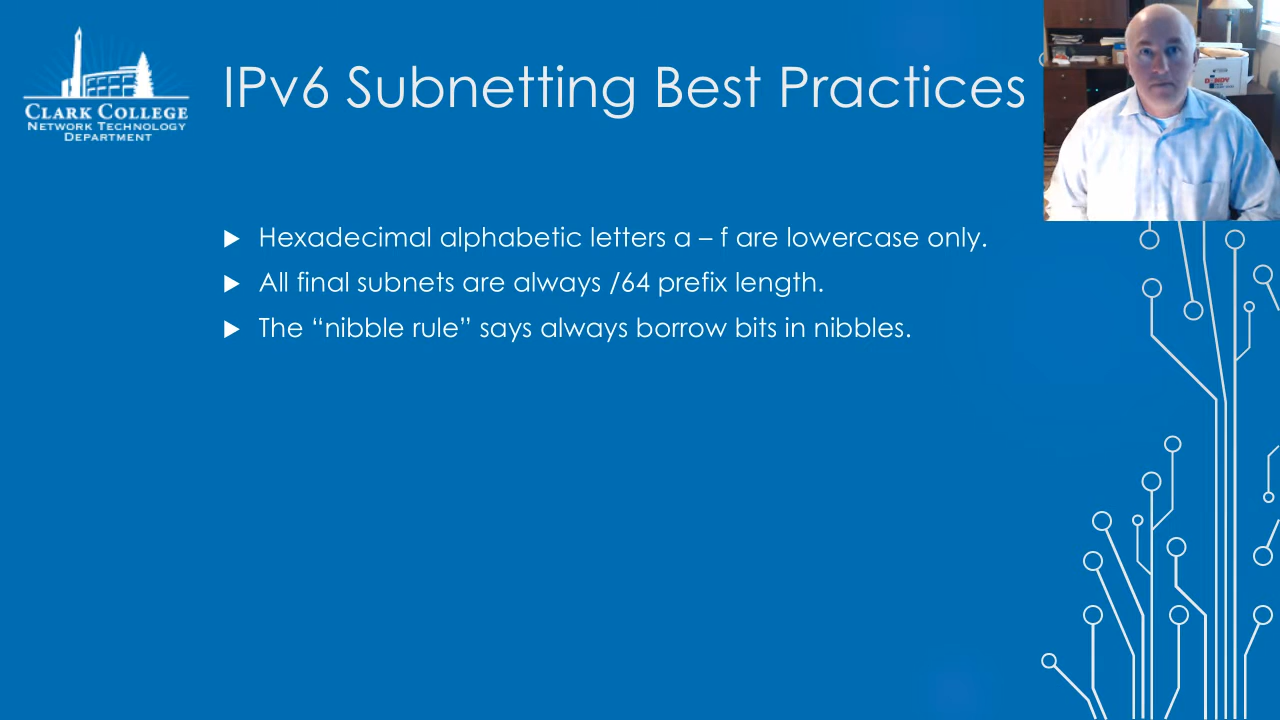 IPv6 Subnetting Best Practices
CLARK COLLEGE
NETWORK TECHNOLOGY
DEPARTMENT
Hexadecimal alphabetic letters a – f are lowercase only.
All final subnets are always /64 prefix length.
The “nibble rule” says always borrow bits in nibbles.